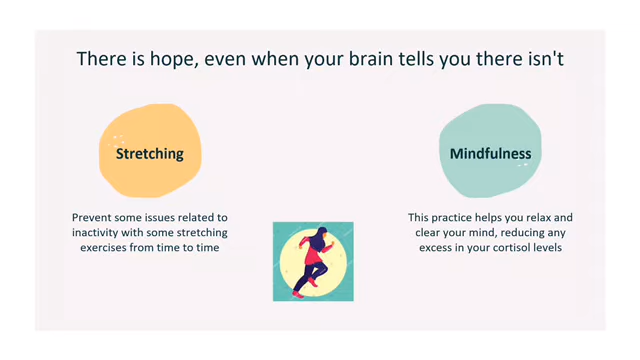 There is hope, even when your brain tells you there isn't
Stretching
Prevent some issues related to
inactivity with some stretching
exercises from time to time
Mindfulness
This practice helps you relax and
clear your mind, reducing any
excess in your cortisol levels